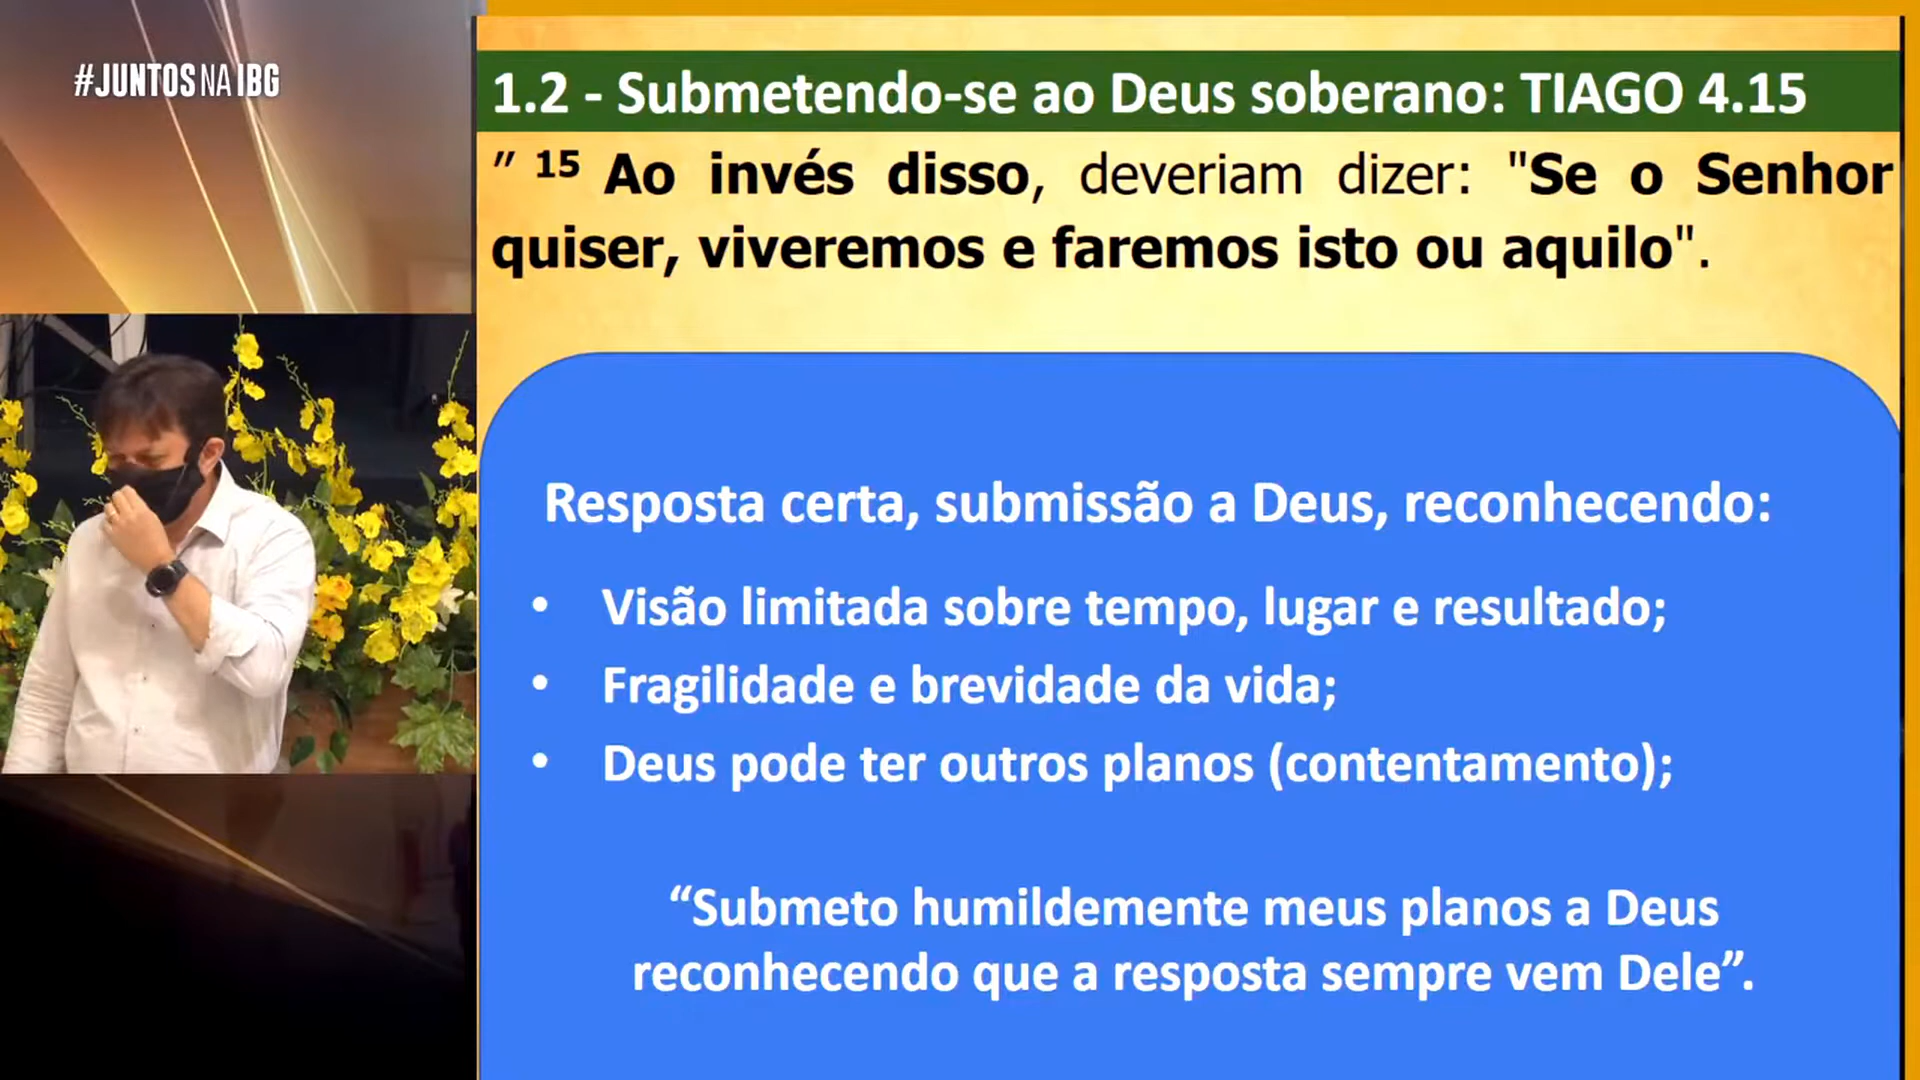 #JUNTOS NA IBG
1.2 - Submetendo-se ao Deus soberano: TIAGO 4.15
” 15 Ao invés disso, deveriam dizer: "Se o Senhor
quiser, viveremos e faremos isto ou aquilo".
Resposta certa, submissão a Deus, reconhecendo:
• Visão limitada sobre tempo, lugar e resultado;
• Fragilidade e brevidade da vida;
• Deus pode ter outros planos (contentamento);
“Submeto humildemente meus planos a Deus
reconhecendo que a resposta sempre vem Dele”.